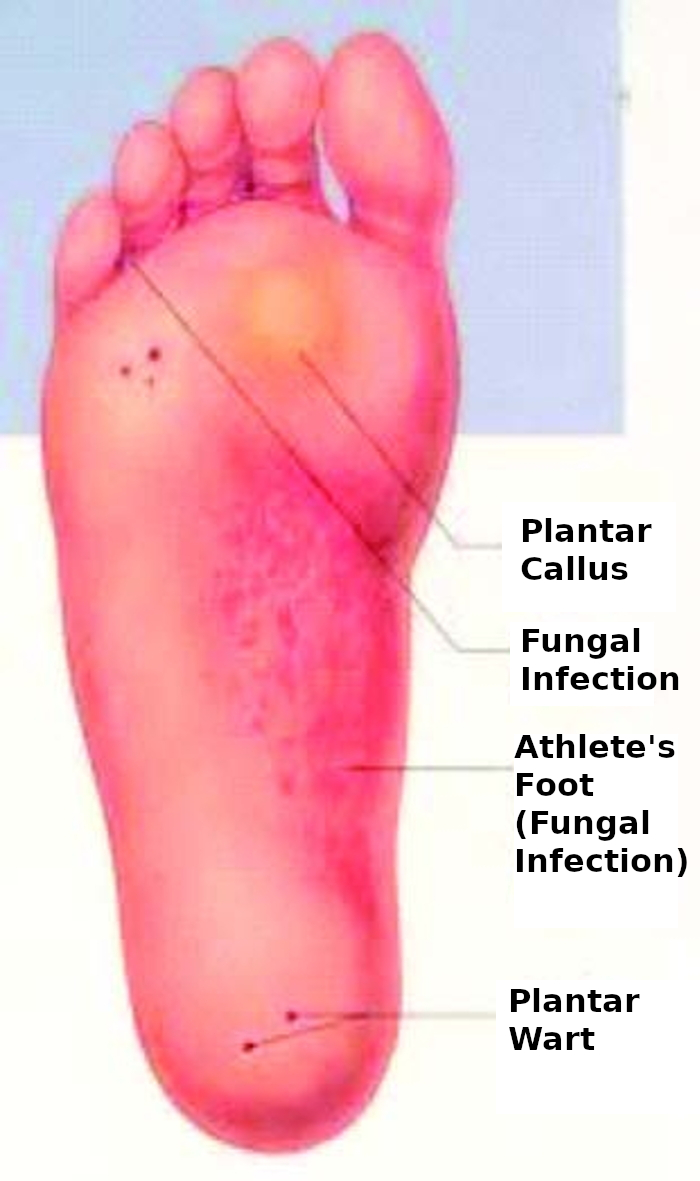 Plantar
Callus
Fungal
Infection
Athlete's
Foot
(Fungal
Infection)
Plantar
Wart